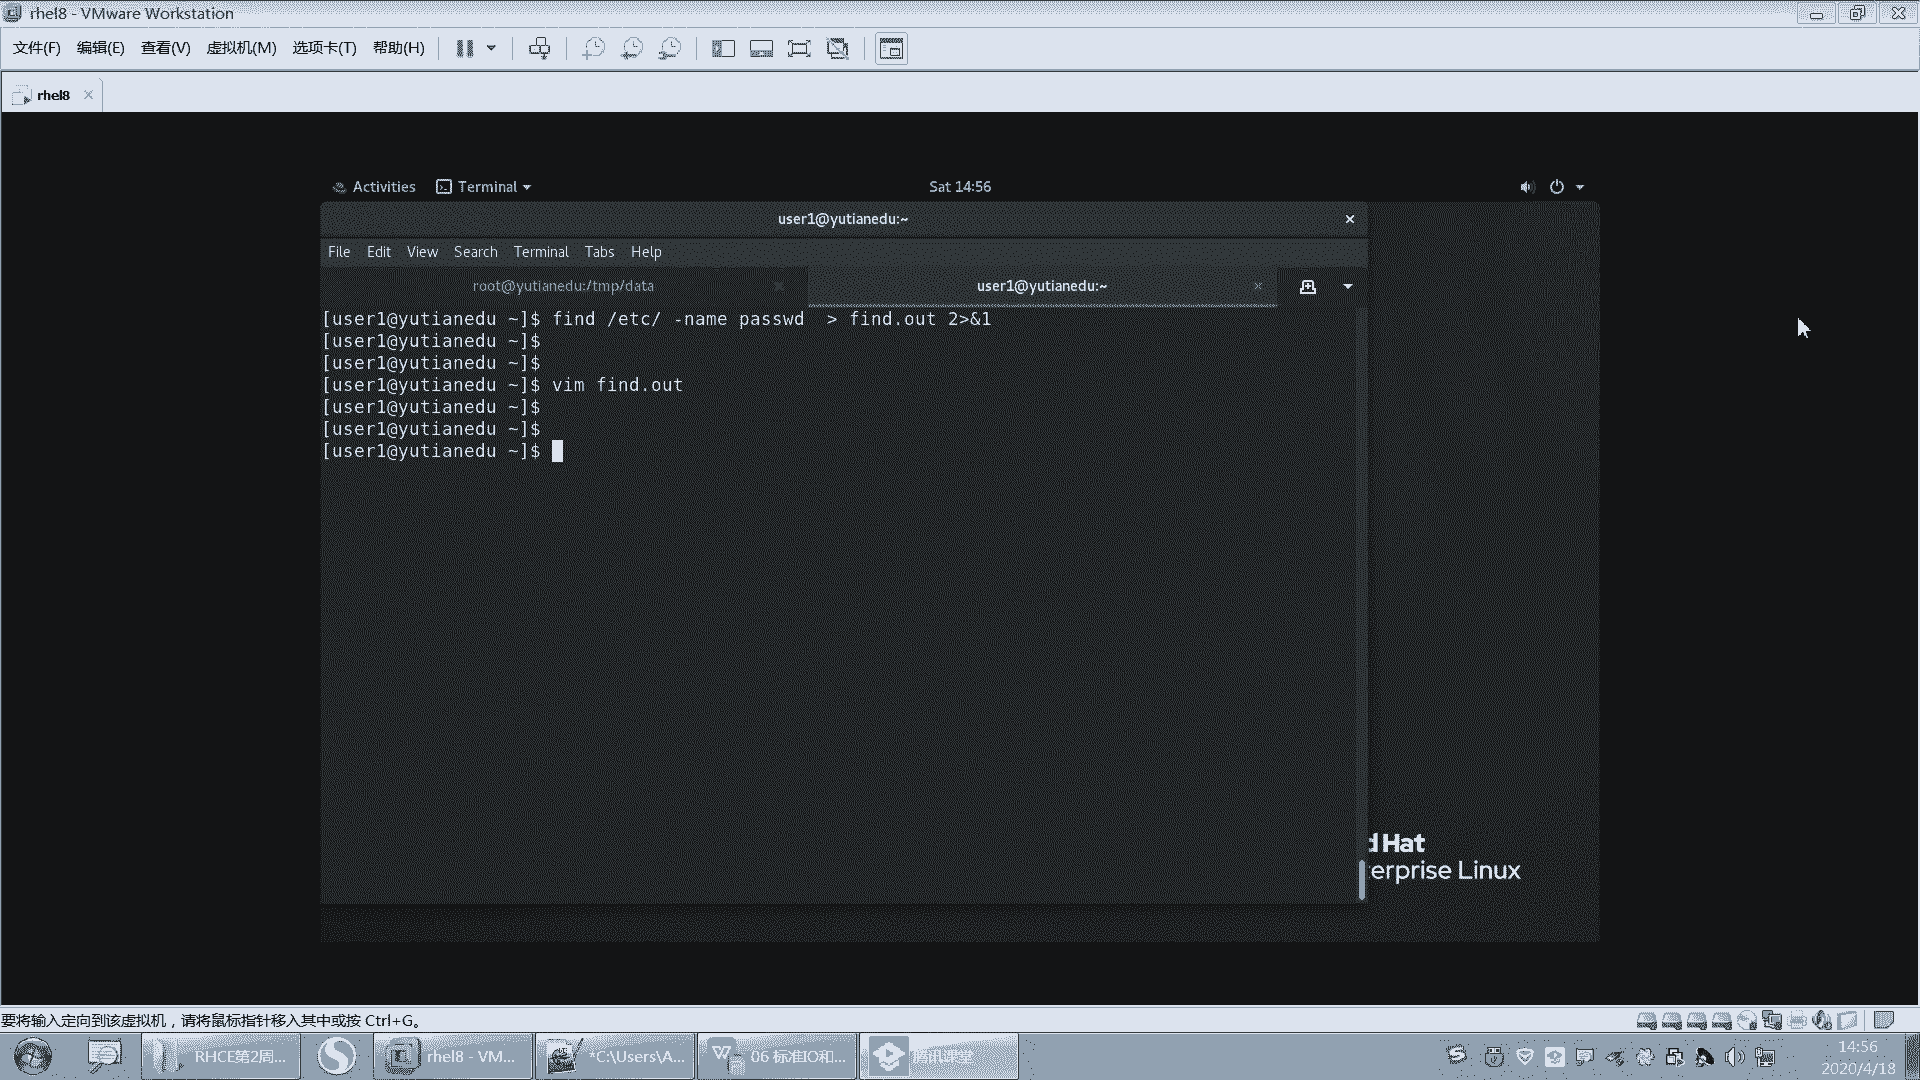 rhel8 - VMware Workstation
文件(F) 编辑(E) 查看(V) 虚拟机(M) 选项卡(T) 帮助(H)
rhel8
Activities Terminal Sat 14:56
user1@yutianedu:~
File Edit View Search Terminal Tabs Help
root@yutianedu:/tmp/data user1@yutianedu:~
[user1@yutianedu ~]$ find /etc/ -name passwd  > find.out 2>&1
[user1@yutianedu ~]$
[user1@yutianedu ~]$
[user1@yutianedu ~]$ vim find.out
[user1@yutianedu ~]$
[user1@yutianedu ~]$
[user1@yutianedu ~]$
d Hat
erprise Linux
要将输入定向到该虚拟机，请将鼠标指针移入其中或按 Ctrl+G。
RHCE第2周... rhel8 - VM... *C:\Users\A... 06 标准IO和... 腾讯课堂
14:56
2020/4/18